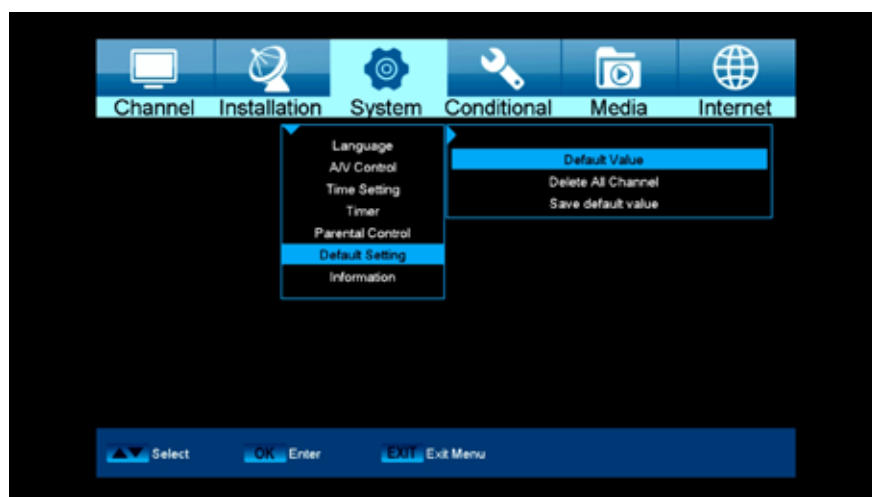 Channel Installation System Conditional Media Internet
Language
A/V Control
Time Setting
Timer
Parental Control
Default Setting
Information
Default Value
Delete All Channel
Save default value
Select OK Enter EXIT Exit Menu